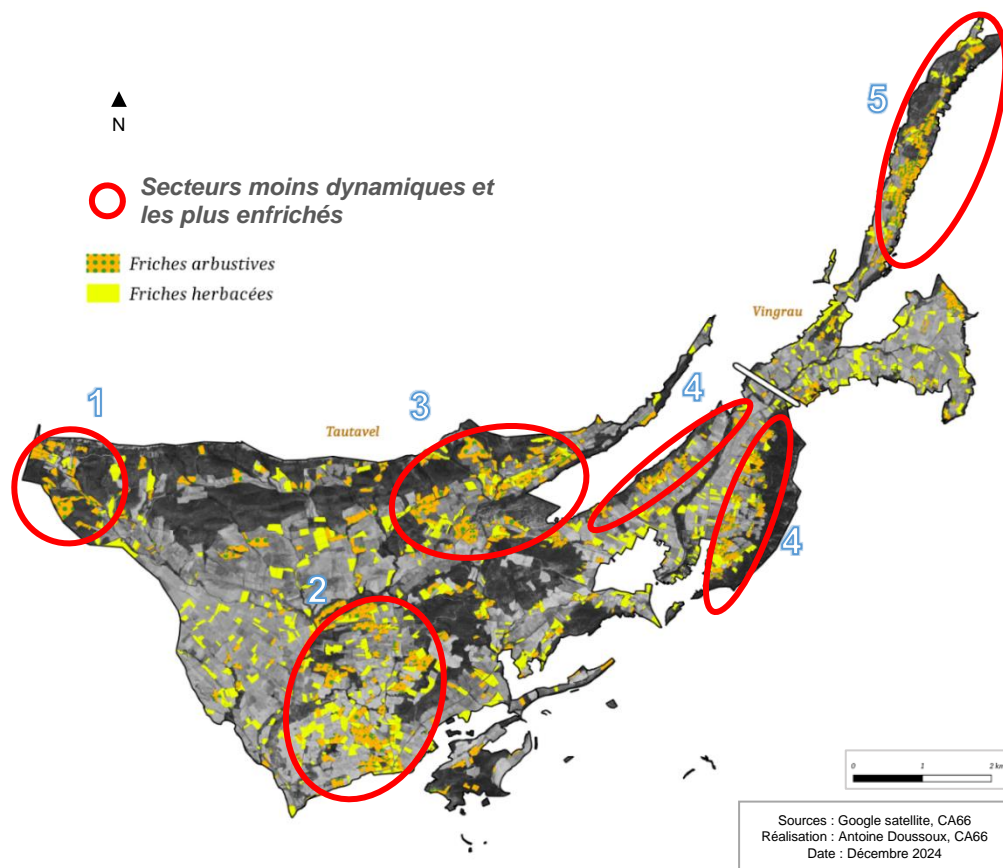 N
Secteurs moins dynamiques et
les plus enfrichés
Friches arbustives
Friches herbacées
5
Vingrau
4
1
3
Tautavel
4
2
0 1 2 km
Sources : Google satellite, CA66
Réalisation : Antoine Doussoux, CA66
Date : Décembre 2024